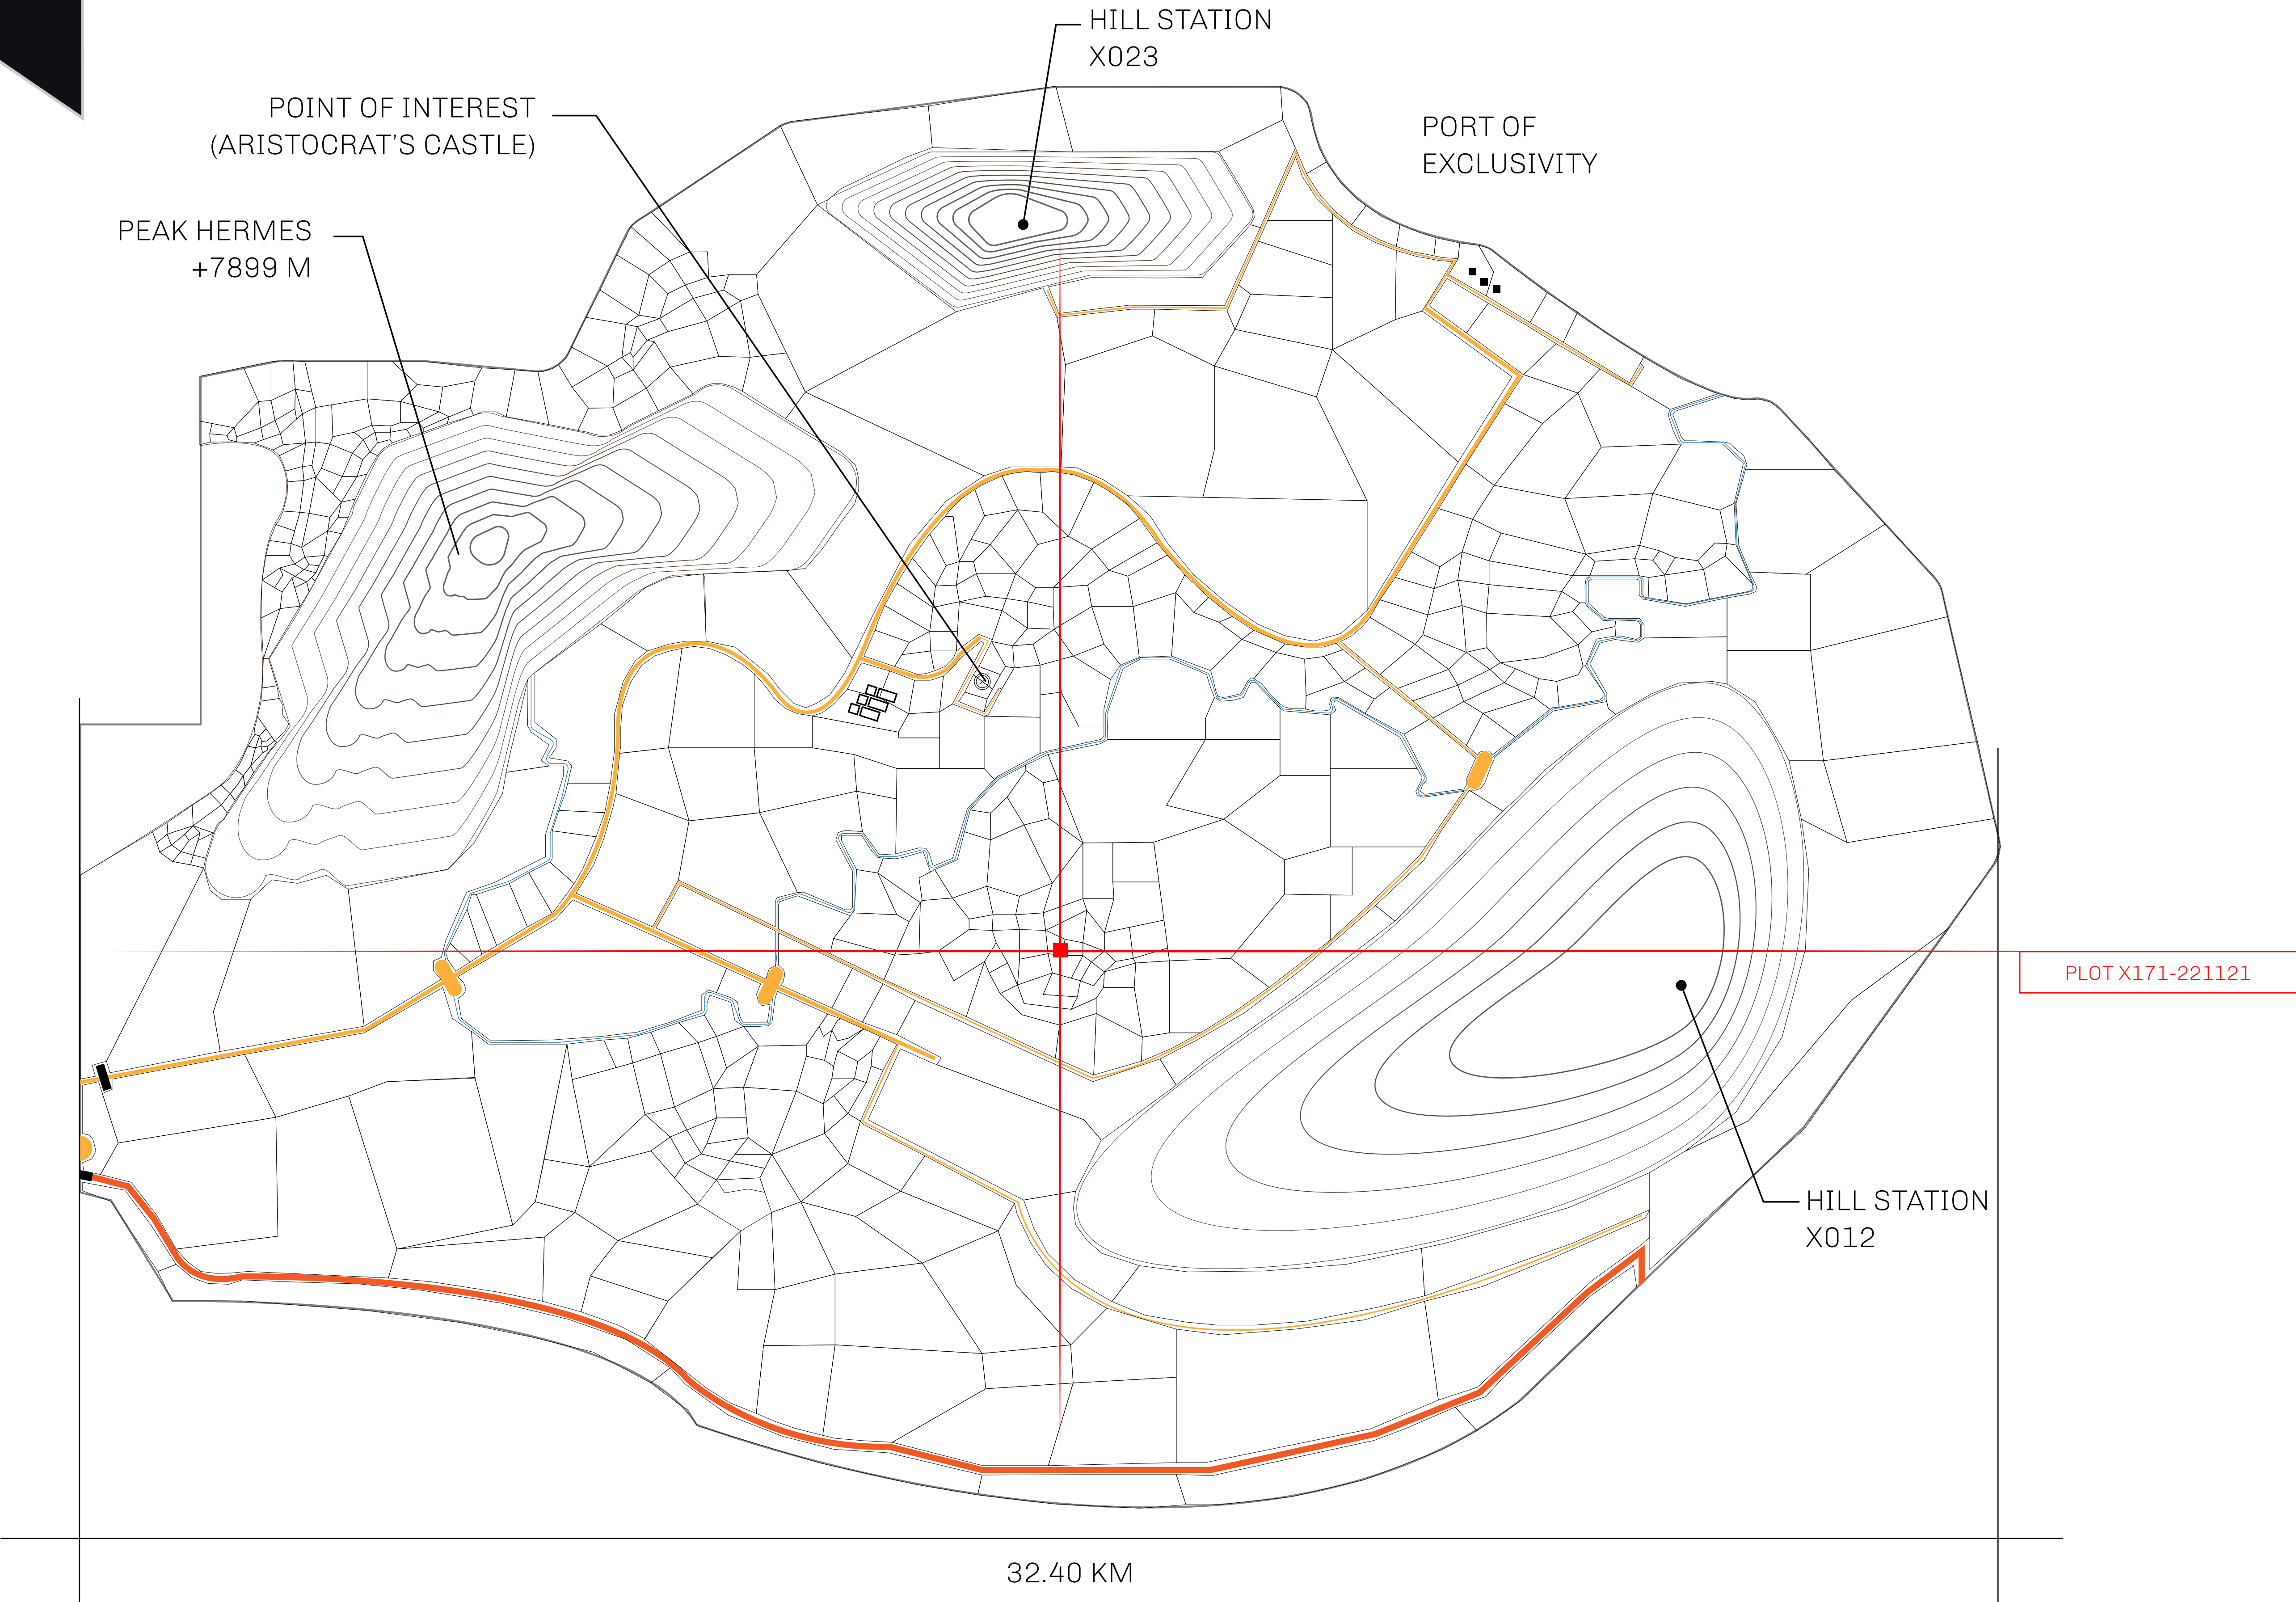 HILL STATION
X023
POINT OF INTEREST
(ARISTOCRAT'S CASTLE)
PORT OF
EXCLUSIVITY
PEAK HERMES
+7899 M
PLOT X171-221121
HILL STATION
X012
32.40 KM